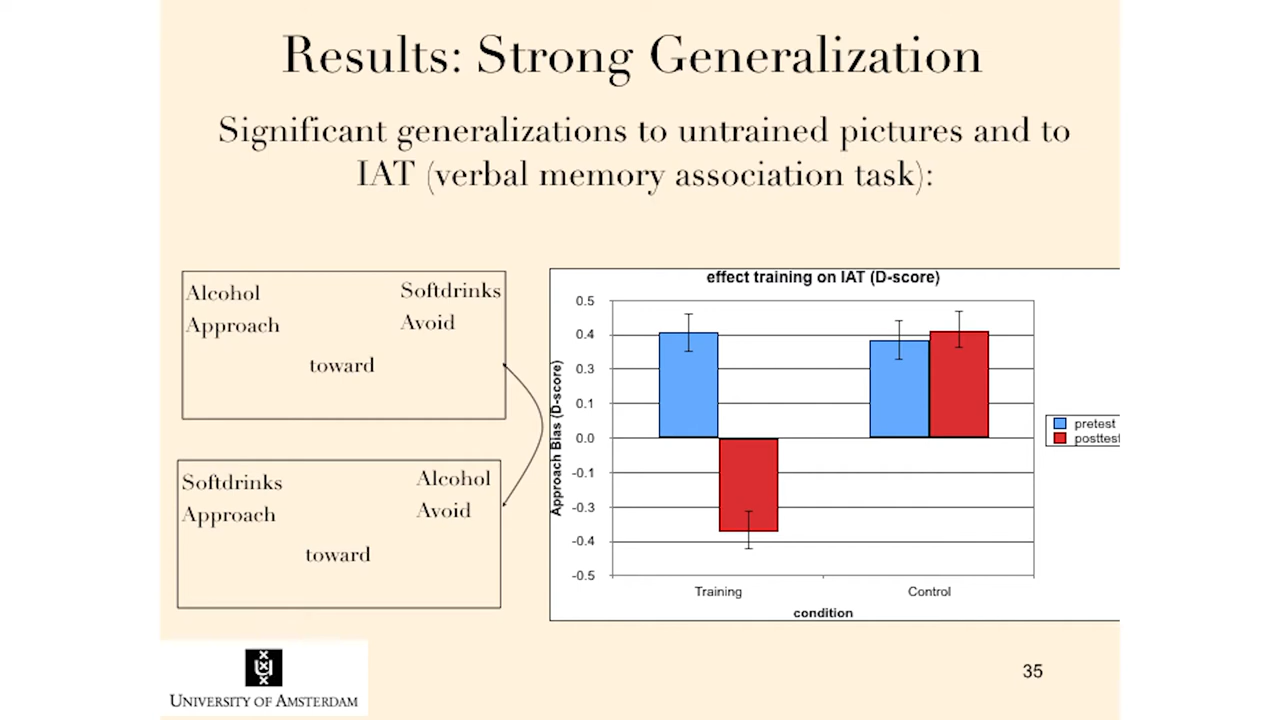 Results: Strong Generalization
Significant generalizations to untrained pictures and to
IAT (verbal memory association task):
Alcohol Softdrinks
Approach Avoid
toward
Softdrinks Alcohol
Approach Avoid
toward
effect training on IAT (D-score)
Approach Bias (D-score)
0.5
0.4
0.3
0.1
0.0
-0.1
-0.3
-0.4
-0.5
Training Control
condition
pretest
posttest
UNIVERSITY OF AMSTERDAM
35